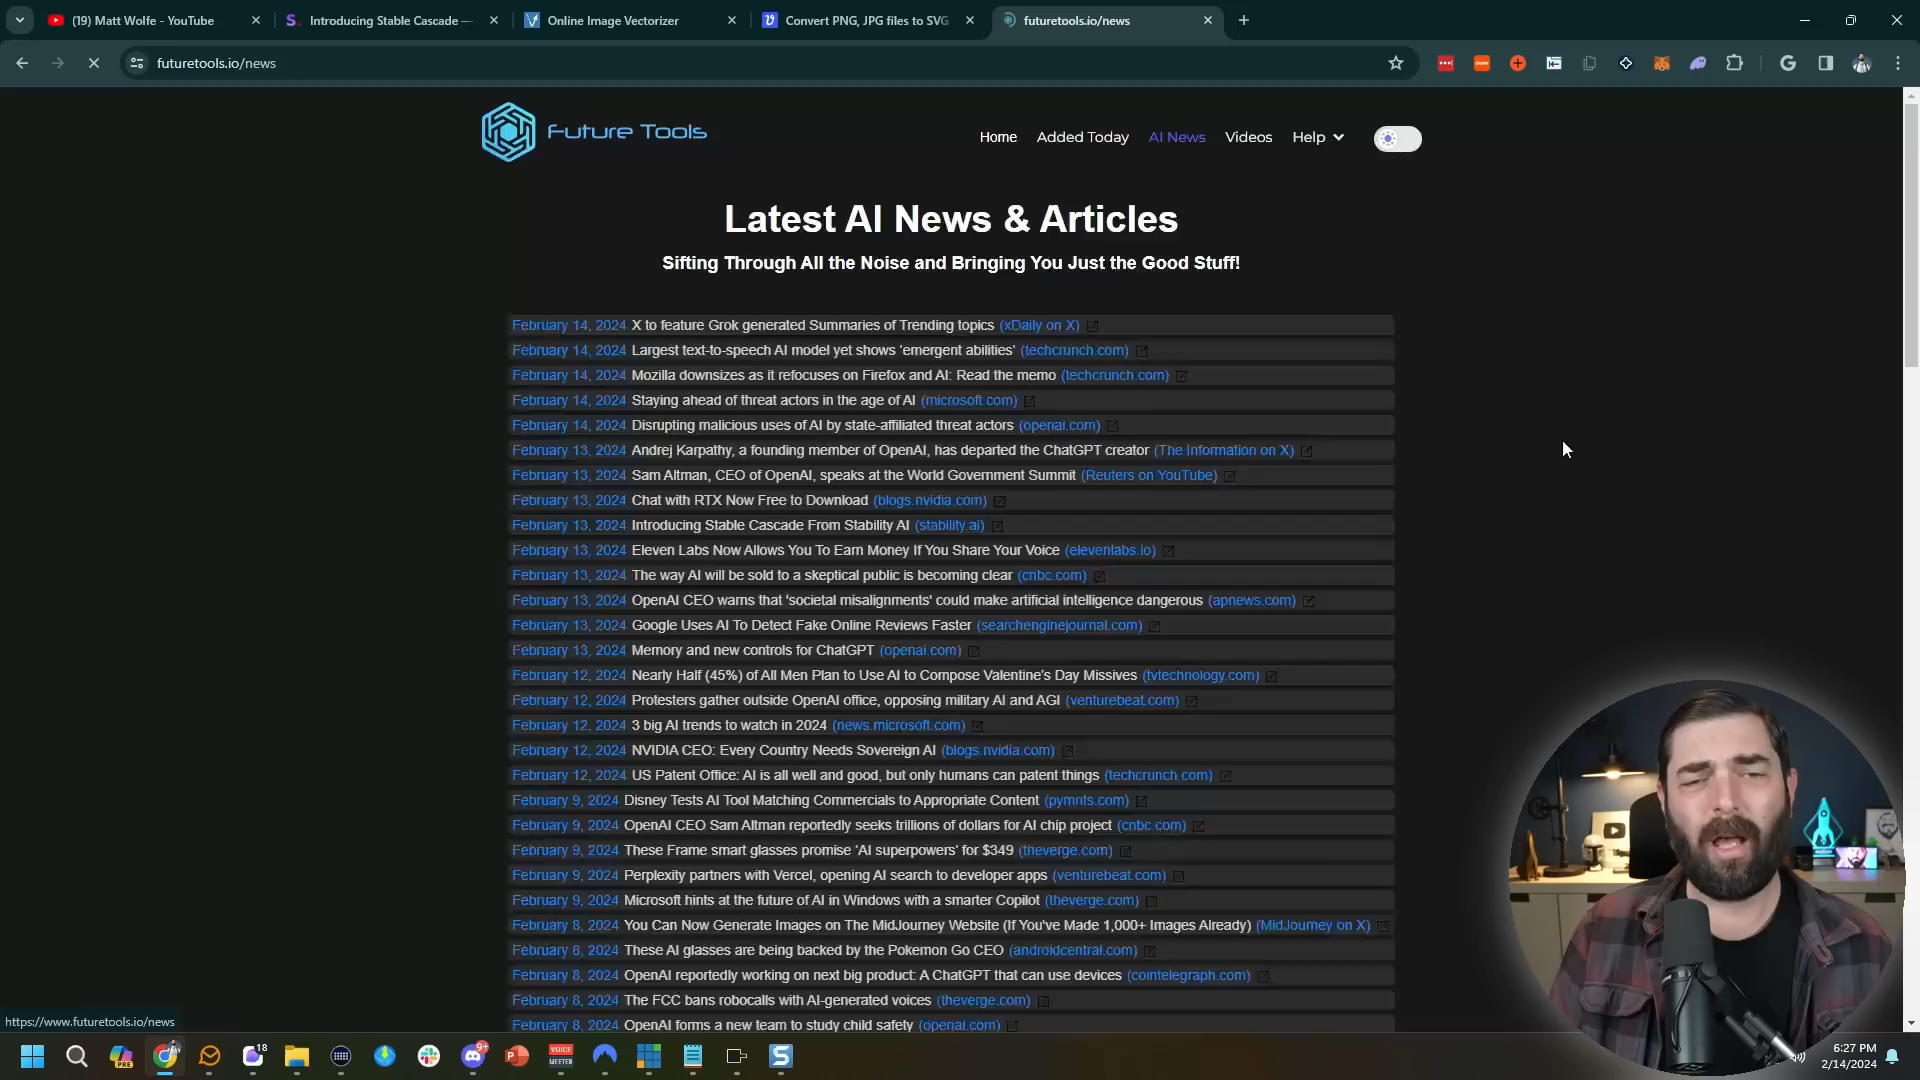 (19) Matt Wolfe - YouTube
Introducing Stable Cascade —
Online Image Vectorizer
Convert PNG, JPG files to SVG
futuretools.io/news
futuretools.io/news
Future Tools
Home
Added Today
AI News
Videos
Help
Latest AI News & Articles
Sifting Through All the Noise and Bringing You Just the Good Stuff!
February 14, 2024 X to feature Grok generated Summaries of Trending topics (xDaily on X)
February 14, 2024 Largest text-to-speech AI model yet shows 'emergent abilities' (techcrunch.com)
February 14, 2024 Mozilla downsizes as it refocuses on Firefox and AI: Read the memo (techcrunch.com)
February 14, 2024 Staying ahead of threat actors in the age of AI (microsoft.com)
February 14, 2024 Disrupting malicious uses of AI by state-affiliated threat actors (openai.com)
February 13, 2024 Andrej Karpathy, a founding member of OpenAI, has departed the ChatGPT creator (The Information on X)
February 13, 2024 Sam Altman, CEO of OpenAI, speaks at the World Government Summit (Reuters on YouTube)
February 13, 2024 Chat with RTX Now Free to Download (blogs.nvidia.com)
February 13, 2024 Introducing Stable Cascade From Stability AI (stability.ai)
February 13, 2024 Eleven Labs Now Allows You To Earn Money If You Share Your Voice (elevenlabs.io)
February 13, 2024 The way AI will be sold to a skeptical public is becoming clear (cnbc.com)
February 13, 2024 OpenAI CEO warns that 'societal misalignments' could make artificial intelligence dangerous (apnews.com)
February 13, 2024 Google Uses AI To Detect Fake Online Reviews Faster (searchenginejournal.com)
February 13, 2024 Memory and new controls for ChatGPT (openai.com)
February 12, 2024 Nearly Half (45%) of All Men Plan to Use AI to Compose Valentine's Day Missives (tvtechnology.com)
February 12, 2024 Protesters gather outside OpenAI office, opposing military AI and AGI (venturebeat.com)
February 12, 2024 3 big AI trends to watch in 2024 (news.microsoft.com)
February 12, 2024 NVIDIA CEO: Every Country Needs Sovereign AI (blogs.nvidia.com)
February 12, 2024 US Patent Office: AI is all well and good, but only humans can patent things (techcrunch.com)
February 9, 2024 Disney Tests AI Tool Matching Commercials to Appropriate Content (pymnts.com)
February 9, 2024 OpenAI CEO Sam Altman reportedly seeks trillions of dollars for AI chip project (cnbc.com)
February 9, 2024 These Frame smart glasses promise 'AI superpowers' for $349 (theverge.com)
February 9, 2024 Perplexity partners with Vercel, opening AI search to developer apps (venturebeat.com)
February 9, 2024 Microsoft hints at the future of AI in Windows with a smarter Copilot (theverge.com)
February 8, 2024 You Can Now Generate Images on The MidJourney Website (If You've Made 1,000+ Images Already) (MidJourney on X)
February 8, 2024 These AI glasses are being backed by the Pokemon Go CEO (androidcentral.com)
February 8, 2024 OpenAI reportedly working on next big product: A ChatGPT that can use devices (cointelegraph.com)
February 8, 2024 The FCC bans robocalls with AI-generated voices (theverge.com)
February 8, 2024 OpenAI forms a new team to study child safety (openai.com)
https://www.futuretools.io/news
PRE
18
9+
VOICE
MEETER
6:27 PM
2/14/2024